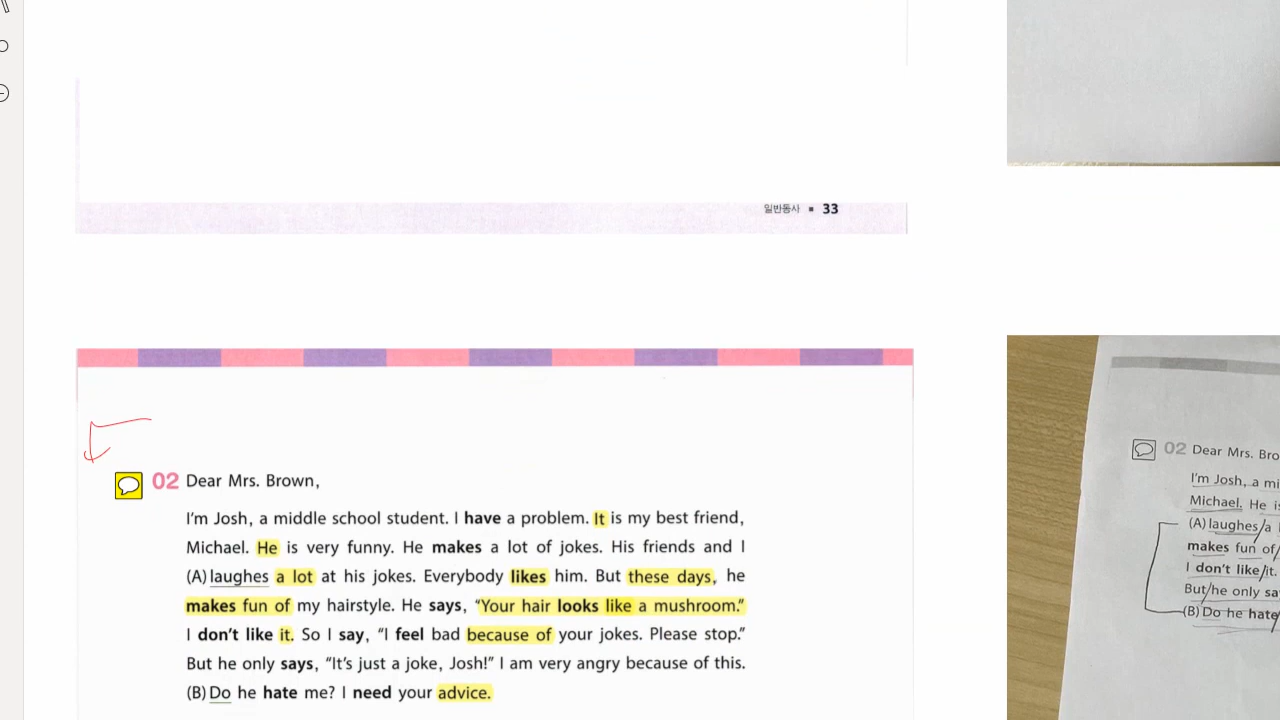 일반동사 ■ 33
02 Dear Mrs. Brown,
I'm Josh, a middle school student. I have a problem. It is my best friend,
Michael. He is very funny. He makes a lot of jokes. His friends and I
(A) laughes a lot at his jokes. Everybody likes him. But these days, he
makes fun of my hairstyle. He says, “Your hair looks like a mushroom.”
I don't like it. So I say, “I feel bad because of your jokes. Please stop.”
But he only says, “It's just a joke, Josh!” I am very angry because of this.
(B) Do he hate me? I need your advice.
02 Dear Mrs. Bro
I'm Josh, a mi
Michael. He is
(A) laughes/a l
makes fun of/
I don't like/it.
But/he only sa
(B) Do he hate/